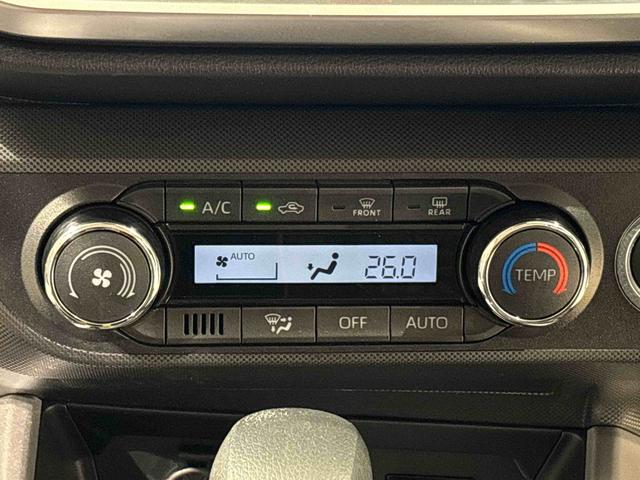 A/C FRONT REAR
AUTO 26.0
TEMP
OFF AUTO